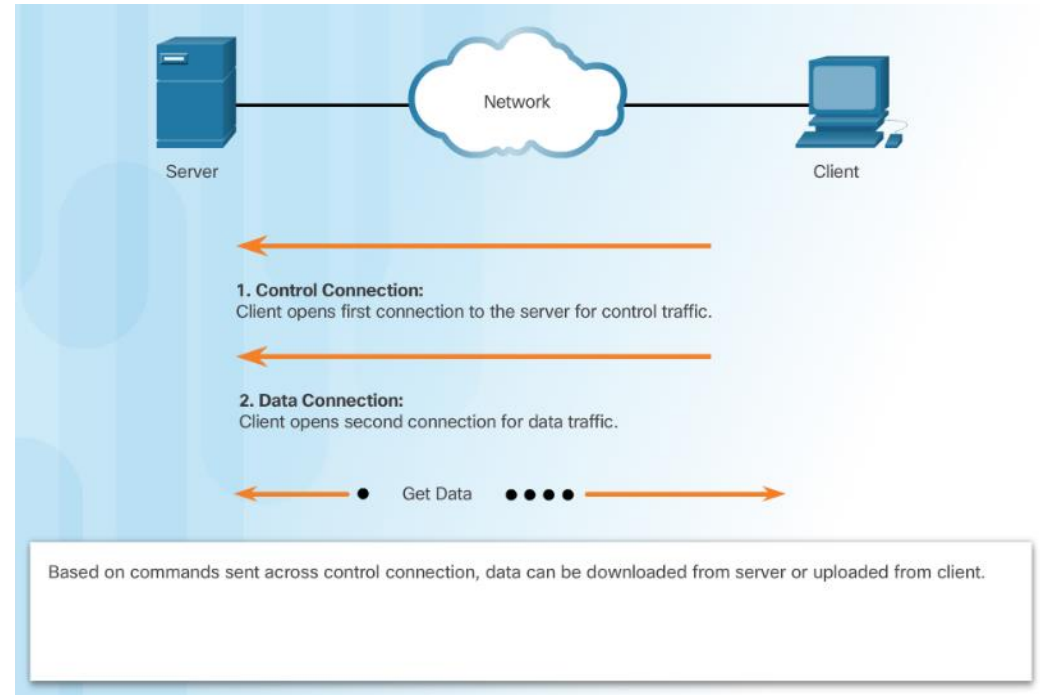 Network
Server
Client
1. Control Connection:
Client opens first connection to the server for control traffic.
2. Data Connection:
Client opens second connection for data traffic.
Get Data
Based on commands sent across control connection, data can be downloaded from server or uploaded from client.